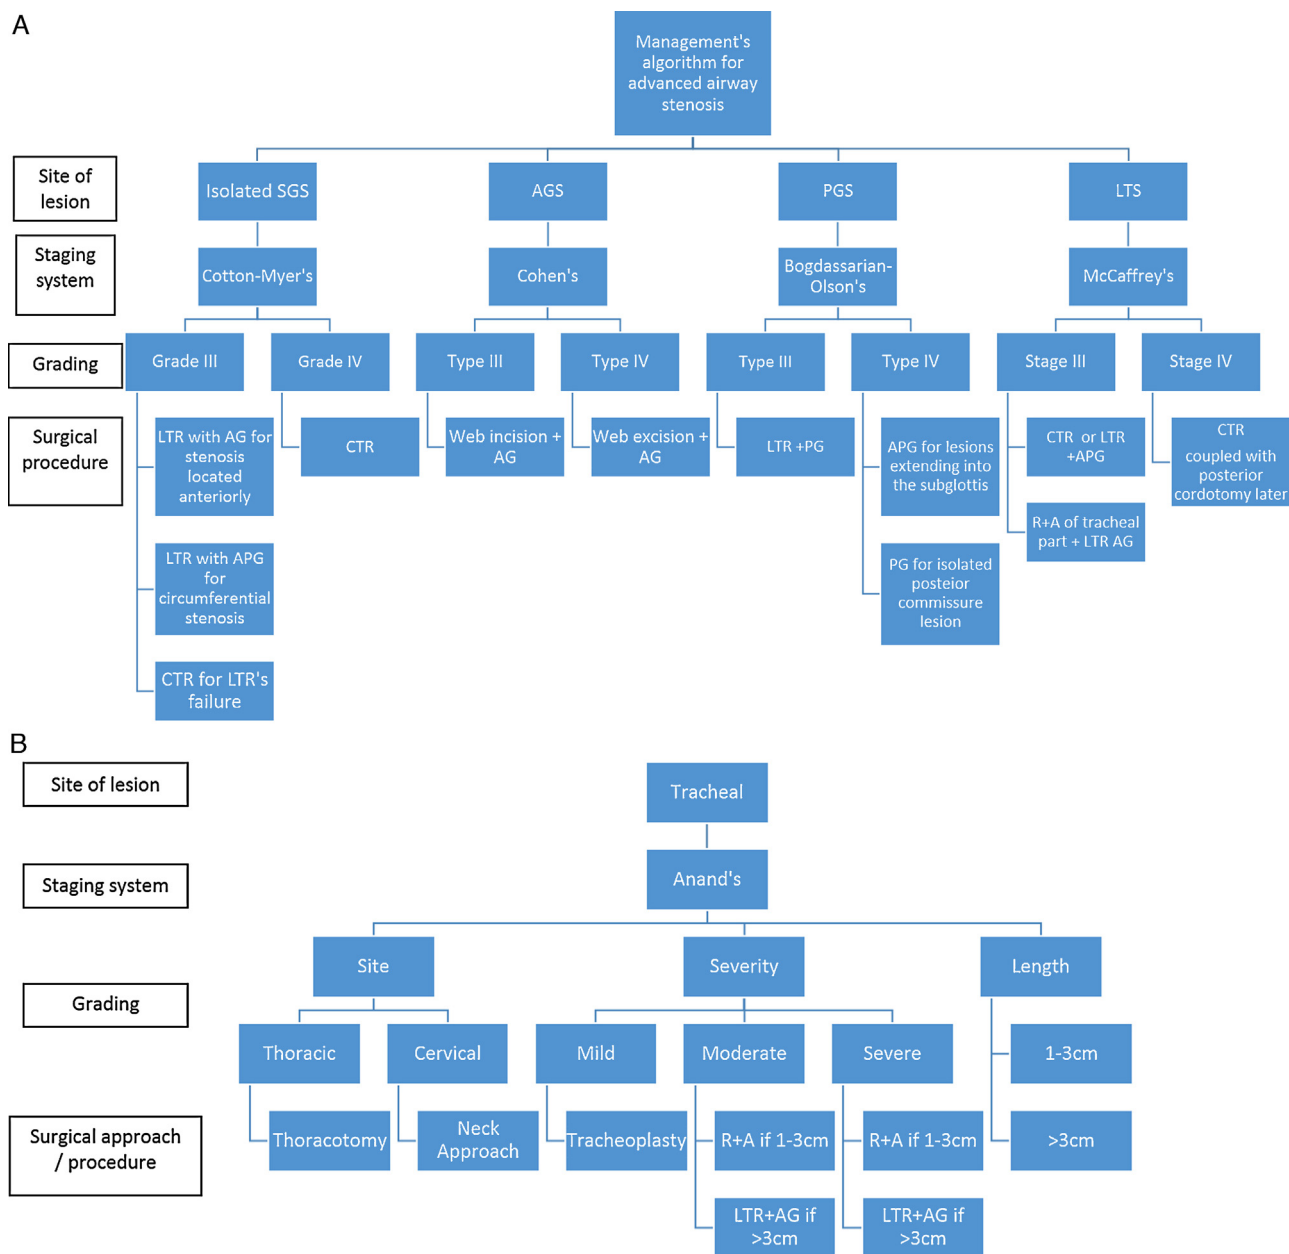 A
Management's
algorithm for
advanced airway
stenosis
Site of
lesion
Isolated SGS
AGS
PGS
LTS
Staging
system
Cotton-Myer's
Cohen's
Bogdassarian-
Olson's
McCaffrey's
Grading
Grade III
Grade IV
Type III
Type IV
Type III
Type IV
Stage III
Stage IV
Surgical
procedure
LTR with AG for
stenosis
located
anteriorly
LTR with APG
for
circumferential
stenosis
CTR for LTR's
failure
CTR
Web incision +
AG
Web excision +
AG
LTR +PG
APG for lesions
extending into
the subglottis
PG for isolated
posteior
commissure
lesion
CTR or LTR
+APG
R+A of tracheal
part + LTR AG
CTR
coupled with
posterior
cordotomy later
B
Site of lesion
Tracheal
Staging system
Anand's
Grading
Site
Severity
Length
Thoracic
Cervical
Mild
Moderate
Severe
1-3cm
>3cm
Surgical approach
/ procedure
Thoracotomy
Neck
Approach
Tracheoplasty
R+A if 1-3cm
LTR+AG if
>3cm
R+A if 1-3cm
LTR+AG if
>3cm